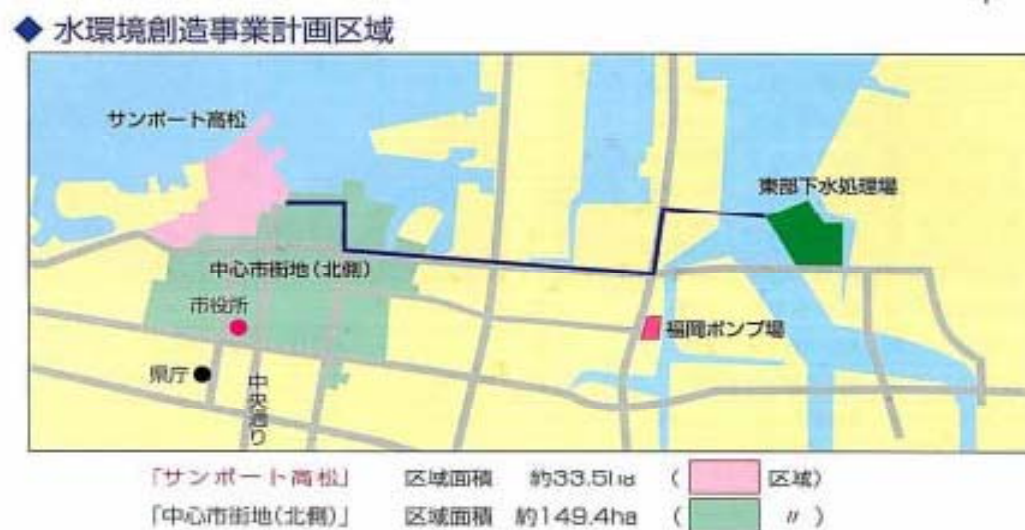 ◆ 水環境創造事業計画区域
サンポート高松
東部下水処理場
中心市街地(北側)
市役所
福岡ポンプ場
県庁
中央通り
「サンポート高松」 区域面積 約33.5ha ( 区域)
「中心市街地(北側)」 区域面積 約149.4ha ( 〃 )